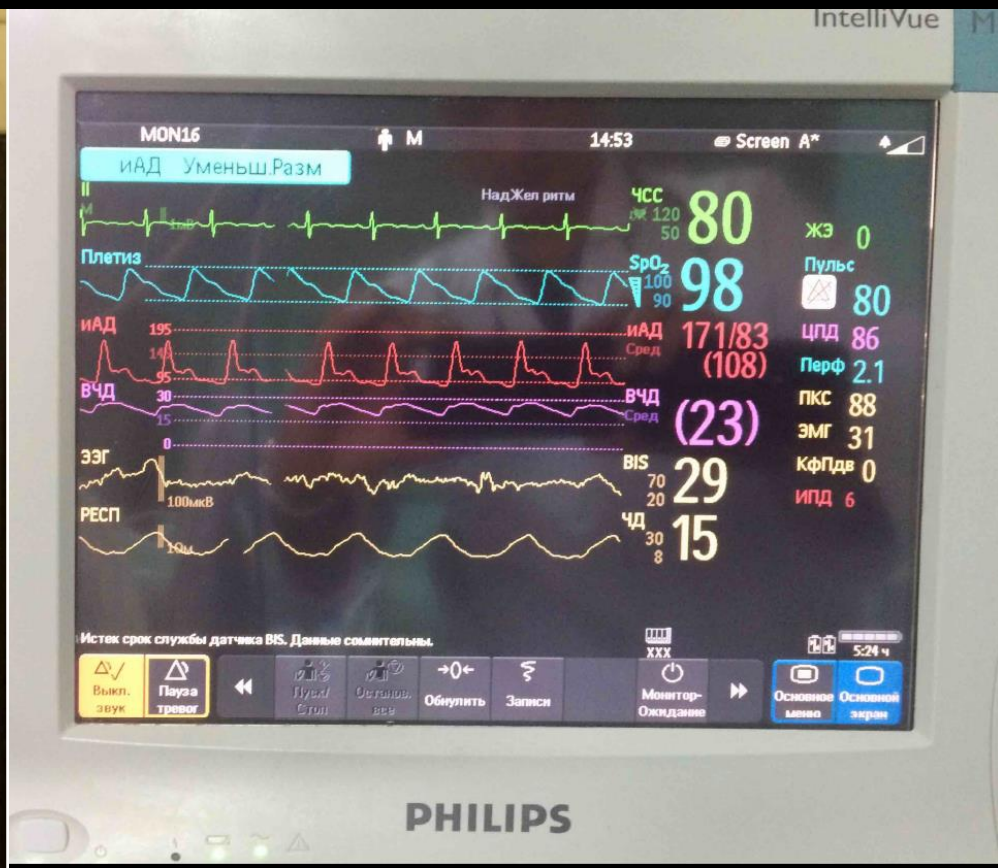 IntelliVue M
MON16 M 14:53 Screen A*
иАД Уменьш.Разм
II НадЖел ритм ЧСС 80
М 1мВ 120
50
ЖЭ 0
Плетиз SpO₂ 98 Пульс
100 80
90
иАД 195 иАД 171/83 ЦПД 86
Сред (108) Перф 2.1
95
ВЧД 30 ВЧД (23) ПКС 88
15 Сред
0 ЭМГ 31
ЭЭГ BIS 29 КфПдв 0
100мкВ 70
20
ИПД 6
РЕСП ЧД 15
30
8
Истек срок службы датчика BIS. Данные сомнительны.
XXX 5:24 ч
Выкл.
звук
Пауза
тревог
Пуск/
Стоп
Останов.
все
→0←
Обнулить
Записи
Монитор-
Ожидание
Основное
меню
Основной
экран
PHILIPS